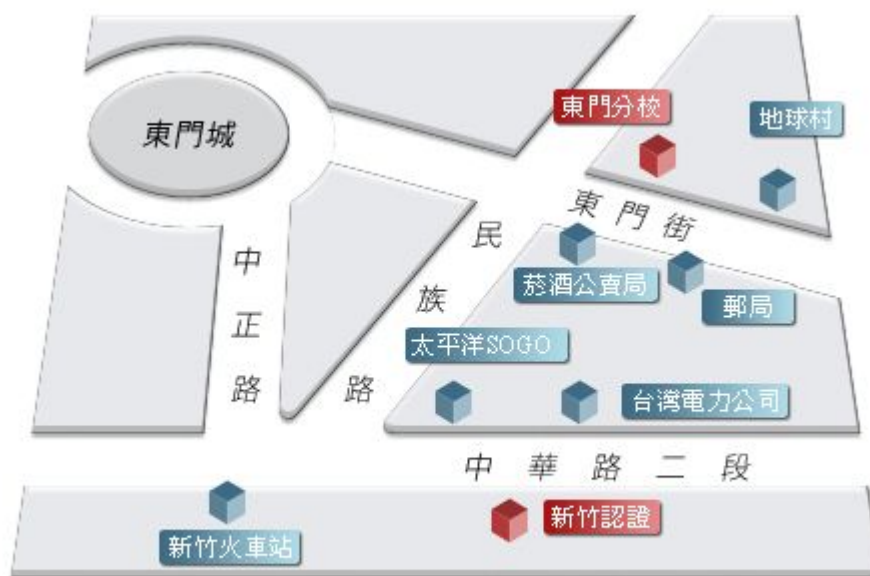 東門分校
地球村
東門城
東門街
民族路
中正路
菸酒公賣局
郵局
太平洋SOGO
台灣電力公司
中華路二段
新竹火車站
新竹認證